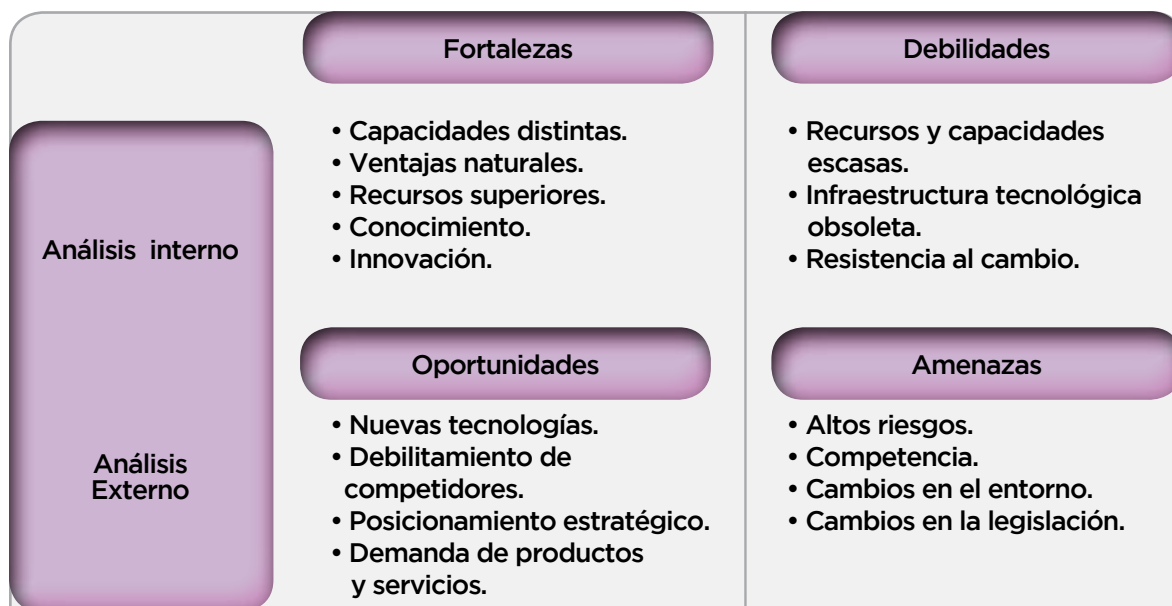 Fortalezas
Debilidades
Análisis interno
• Capacidades distintas.
• Ventajas naturales.
• Recursos superiores.
• Conocimiento.
• Innovación.
• Recursos y capacidades
escasas.
• Infraestructura tecnológica
obsoleta.
• Resistencia al cambio.
Oportunidades
Amenazas
Análisis
Externo
• Nuevas tecnologías.
• Debilitamiento de
competidores.
• Posicionamiento estratégico.
• Demanda de productos
y servicios.
• Altos riesgos.
• Competencia.
• Cambios en el entorno.
• Cambios en la legislación.